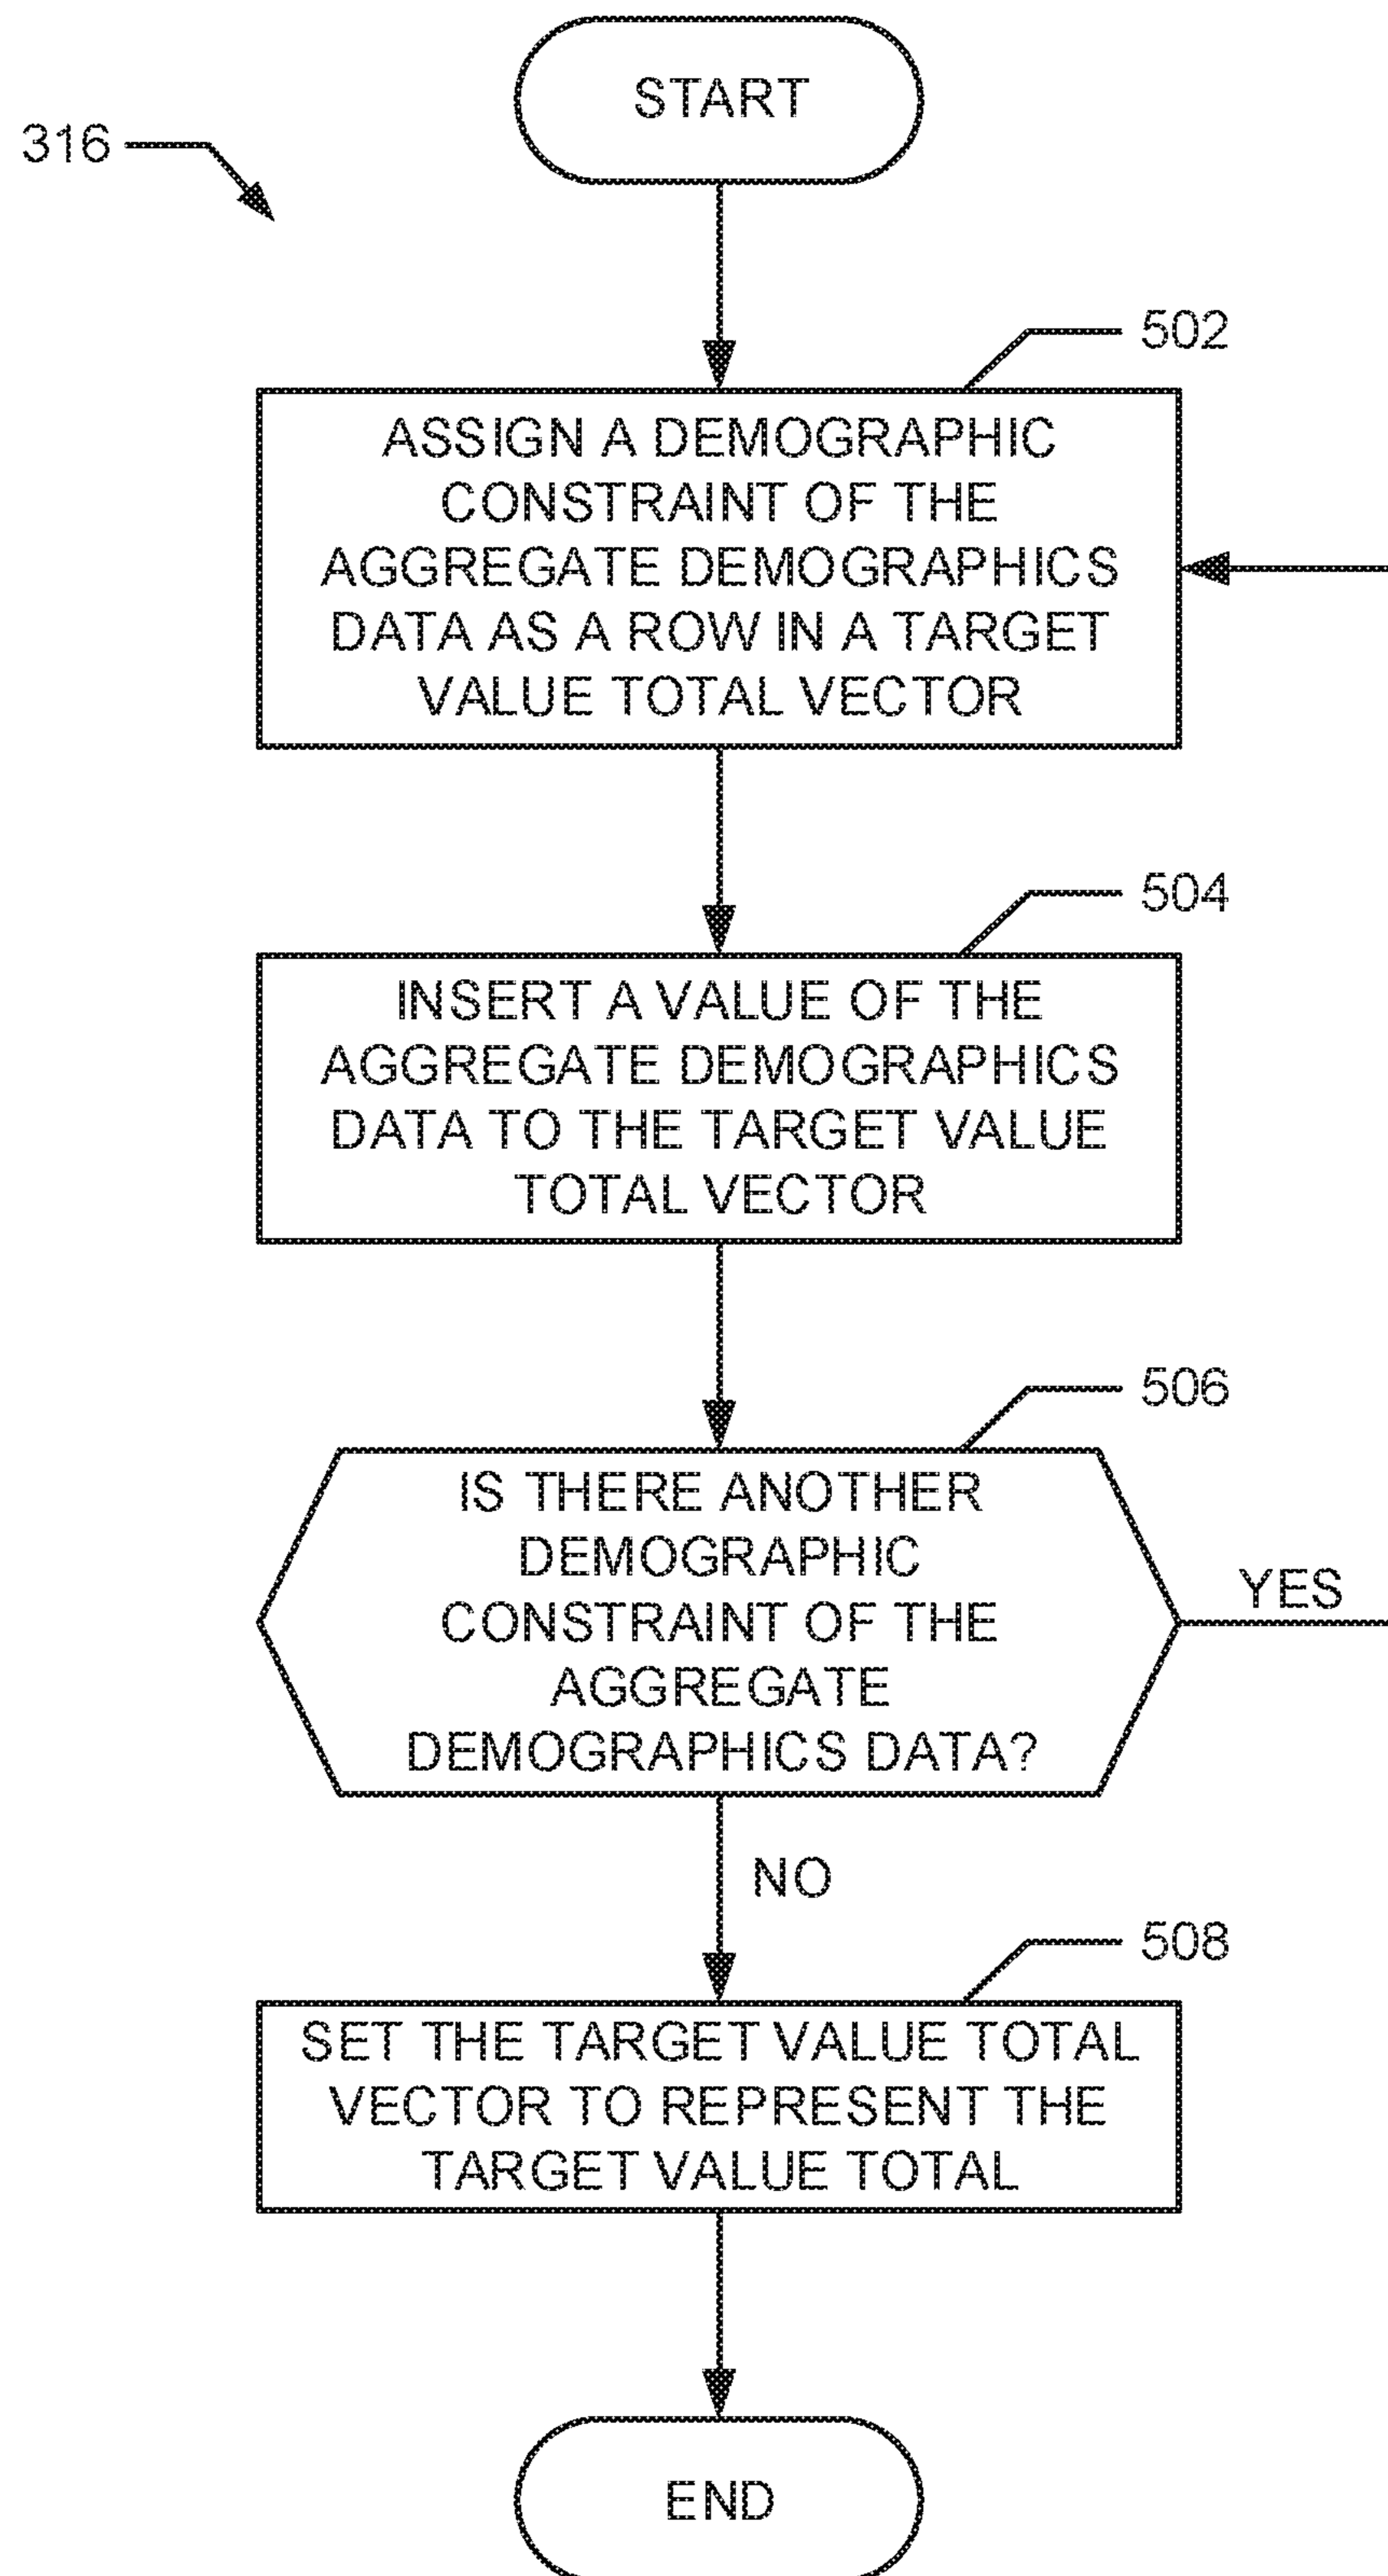 START
316
502
ASSIGN A DEMOGRAPHIC
CONSTRAINT OF THE
AGGREGATE DEMOGRAPHICS
DATA AS A ROW IN A TARGET
VALUE TOTAL VECTOR
504
INSERT A VALUE OF THE
AGGREGATE DEMOGRAPHICS
DATA TO THE TARGET VALUE
TOTAL VECTOR
506
IS THERE ANOTHER
DEMOGRAPHIC
CONSTRAINT OF THE
AGGREGATE
DEMOGRAPHICS DATA?
YES
NO
508
SET THE TARGET VALUE TOTAL
VECTOR TO REPRESENT THE
TARGET VALUE TOTAL
END